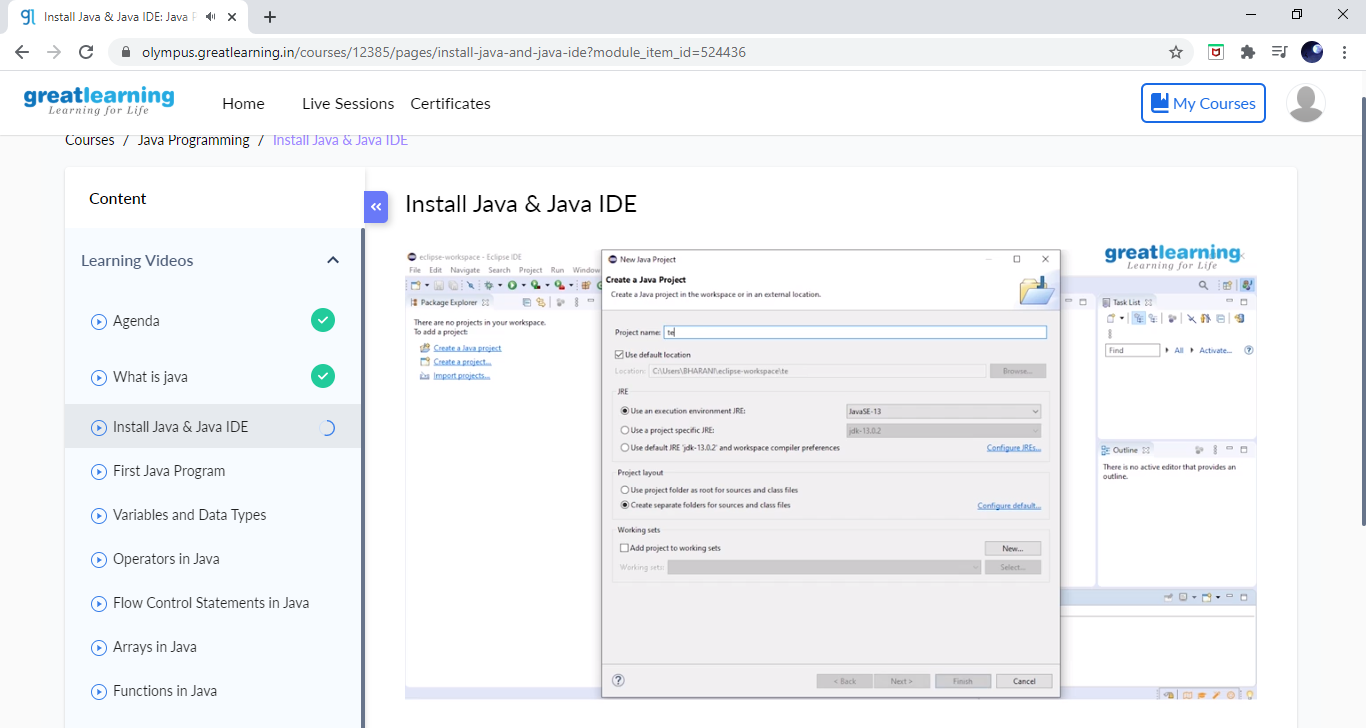 Install Java & Java IDE: Java P
olympus.greatlearning.in/courses/12385/pages/install-java-and-java-ide?module_item_id=524436
greatlearning
Learning for Life
Home Live Sessions Certificates
My Courses
Courses / Java Programming / Install Java & Java IDE
Content
Learning Videos
Agenda
What is java
Install Java & Java IDE
First Java Program
Variables and Data Types
Operators in Java
Flow Control Statements in Java
Arrays in Java
Functions in Java
Install Java & Java IDE
eclipse-workspace - Eclipse IDE
File Edit Navigate Search Project Run Window
Package Explorer
There are no projects in your workspace.
To add a project:
Create a Java project
Create a project...
Import projects...
New Java Project
Create a Java Project
Create a Java project in the workspace or in an external location.
Project name: te
Use default location
Location: C:\Users\BHARANI\eclipse-workspace\te Browse...
JRE
Use an execution environment JRE: JavaSE-13
Use a project specific JRE: jdk-13.0.2
Use default JRE 'jdk-13.0.2' and workspace compiler preferences Configure JREs...
Project layout
Use project folder as root for sources and class files
Create separate folders for sources and class files Configure default...
Working sets
Add project to working sets New...
Working sets: Select...
< Back Next > Finish Cancel
greatlearning
Learning for Life
Task List
Find All Activate...
Outline
There is no active editor that provides an
outline.